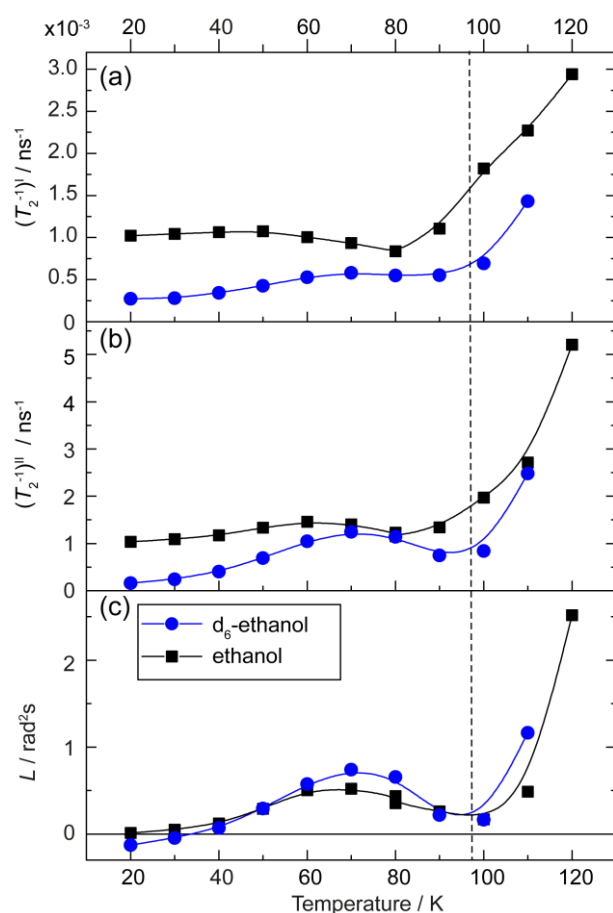 x10⁻³ 20 40 60 80 100 120
(a)
3.0
2.5
2.0
1.5
1.0
0.5
0
(T₂⁻¹)ᴵ / ns⁻¹
(b)
5
4
3
2
1
0
(T₂⁻¹)ᴵᴵ / ns⁻¹
(c)
d₆-ethanol
ethanol
2
1
0
L / rad²s
20 40 60 80 100 120
Temperature / K